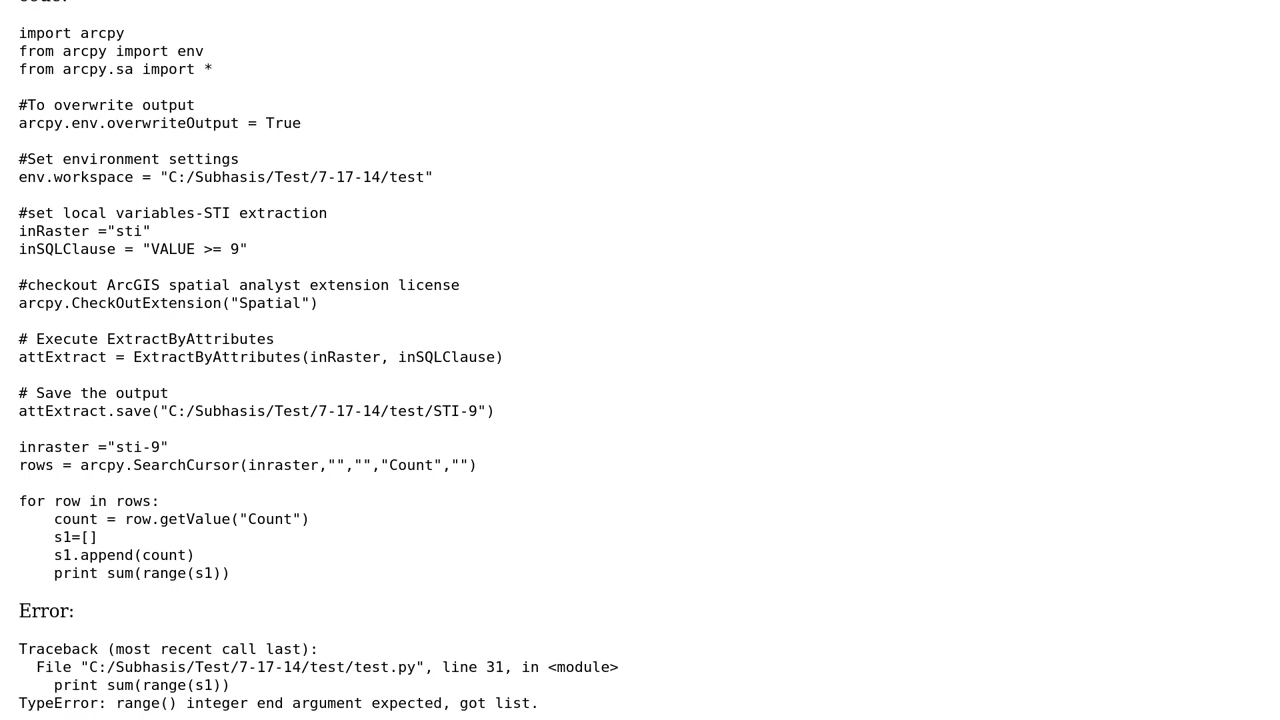 code:
import arcpy
from arcpy import env
from arcpy.sa import *
#To overwrite output
arcpy.env.overwriteOutput = True
#Set environment settings
env.workspace = "C:/Subhasis/Test/7-17-14/test"
#set local variables-STI extraction
inRaster ="sti"
inSQLClause = "VALUE >= 9"
#checkout ArcGIS spatial analyst extension license
arcpy.CheckOutExtension("Spatial")
# Execute ExtractByAttributes
attExtract = ExtractByAttributes(inRaster, inSQLClause)
# Save the output
attExtract.save("C:/Subhasis/Test/7-17-14/test/STI-9")
inraster ="sti-9"
rows = arcpy.SearchCursor(inraster,"","","Count","")
for row in rows:
    count = row.getValue("Count")
    s1=[]
    s1.append(count)
    print sum(range(s1))
Error:
Traceback (most recent call last):
  File "C:/Subhasis/Test/7-17-14/test/test.py", line 31, in <module>
    print sum(range(s1))
TypeError: range() integer end argument expected, got list.